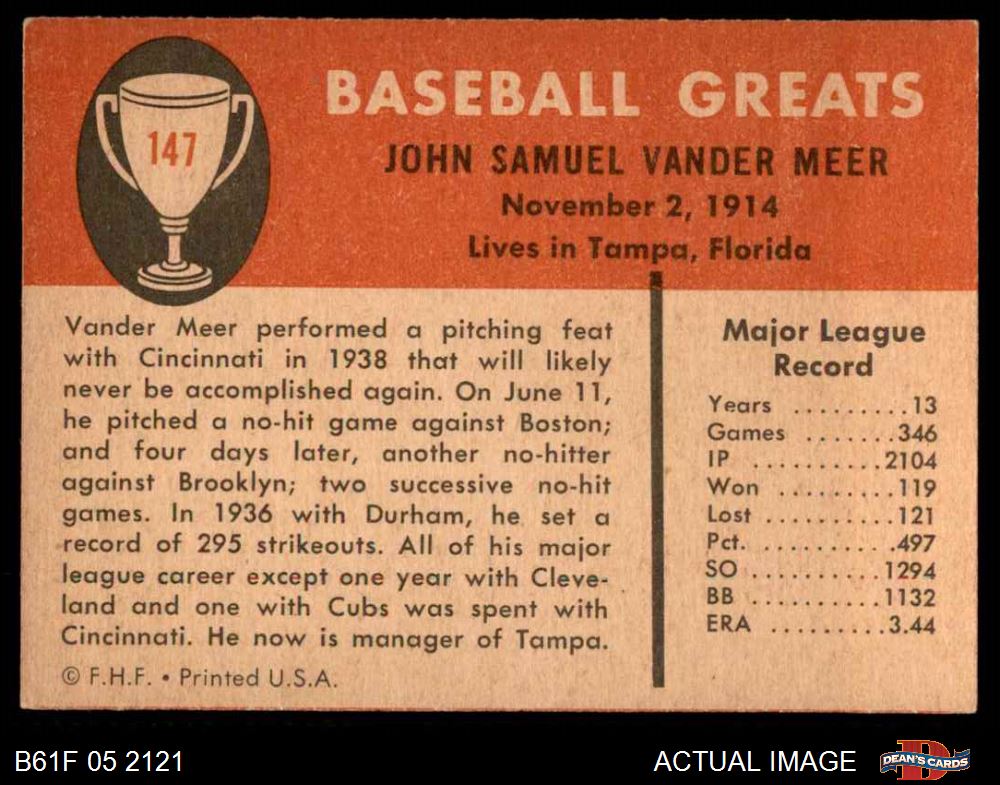 147
BASEBALL GREATS
JOHN SAMUEL VANDER MEER
November 2, 1914
Lives in Tampa, Florida
Vander Meer performed a pitching feat
with Cincinnati in 1938 that will likely
never be accomplished again. On June 11,
he pitched a no-hit game against Boston;
and four days later, another no-hitter
against Brooklyn; two successive no-hit
games. In 1936 with Durham, he set a
record of 295 strikeouts. All of his major
league career except one year with Cleve-
land and one with Cubs was spent with
Cincinnati. He now is manager of Tampa.
© F.H.F. • Printed U.S.A.
Major League
Record
Years .........13
Games .......346
IP ..........2104
Won .........119
Lost ..........121
Pct. ..........497
SO ..........1294
BB ..........1132
ERA .........3.44
B61F 05 2121
ACTUAL IMAGE
D
DEAN'S CARDS